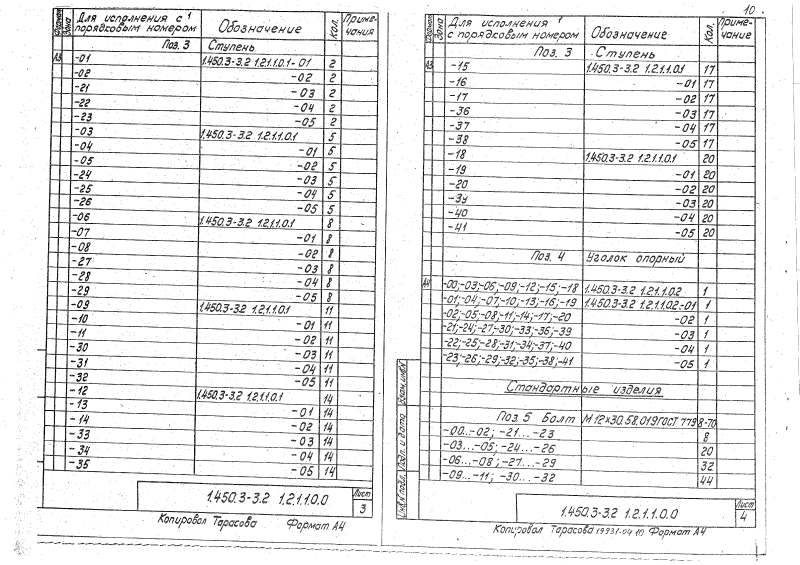 Формат Зона Для исполнения с порядковым номером Обозначение Кол. Примечания
Поз. 3 Ступень
А3 -01 1.450.3-3.2 1.2.1.1.0.1-01 2
-02 -02 2
-21 -03 2
-22 -04 2
-23 -05 2
-03 1.450.3-3.2 1.2.1.1.0.1 5
-04 -01 5
-05 -02 5
-24 -03 5
-25 -04 5
-26 -05 5
-06 1.450.3-3.2 1.2.1.1.0.1 8
-07 -01 8
-08 -02 8
-27 -03 8
-28 -04 8
-29 -05 8
-09 1.450.3-3.2 1.2.1.1.0.1 11
-10 -01 11
-11 -02 11
-30 -03 11
-31 -04 11
-32 -05 11
-12 1.450.3-3.2 1.2.1.1.0.1 14
-13 -01 14
-14 -02 14
-33 -03 14
-34 -04 14
-35 -05 14
1.450.3-3.2 1.2.1.1.0.0 Лист 3
Копировал Тарасова Формат А4
10
Формат Зона Для исполнения с порядковым номером Обозначение Кол. Примечание
Поз. 3 Ступень
А3 -15 1.450.3-3.2 1.2.1.1.0.1 17
-16 -01 17
-17 -02 17
-36 -03 17
-37 -04 17
-38 -05 17
-18 1.450.3-3.2 1.2.1.1.0.1 20
-19 -01 20
-20 -02 20
-39 -03 20
-40 -04 20
-41 -05 20
Поз. 4 Уголок опорный
А4 -00;-03;-06;-09;-12;-15;-18 1.450.3-3.2 1.2.1.1.0.2 1
-01;-04;-07;-10;-13;-16;-19 1.450.3-3.2 1.2.1.1.0.2-01 1
-02;-05;-08;-11;-14;-17;-20 -02 1
-21;-24;-27;-30;-33;-36;-39 -03 1
-22;-25;-28;-31;-34;-37;-40 -04 1
-23;-26;-29;-32;-35;-38;-41 -05 1
Стандартные изделия
Поз 5 Болт М12×30.58.019 ГОСТ 7798-70
-00...-02; -21...-23 8
-03...-05; -24...-26 20
-06...-08; -27...-29 32
-09...-11; -30...-32 44
Взам. инв. №
Подп. и дата
Инв. № подл.
1.450.3-3.2 1.2.1.1.0.0 Лист 4
Копировал Тарасова 19931-04 10 Формат А4